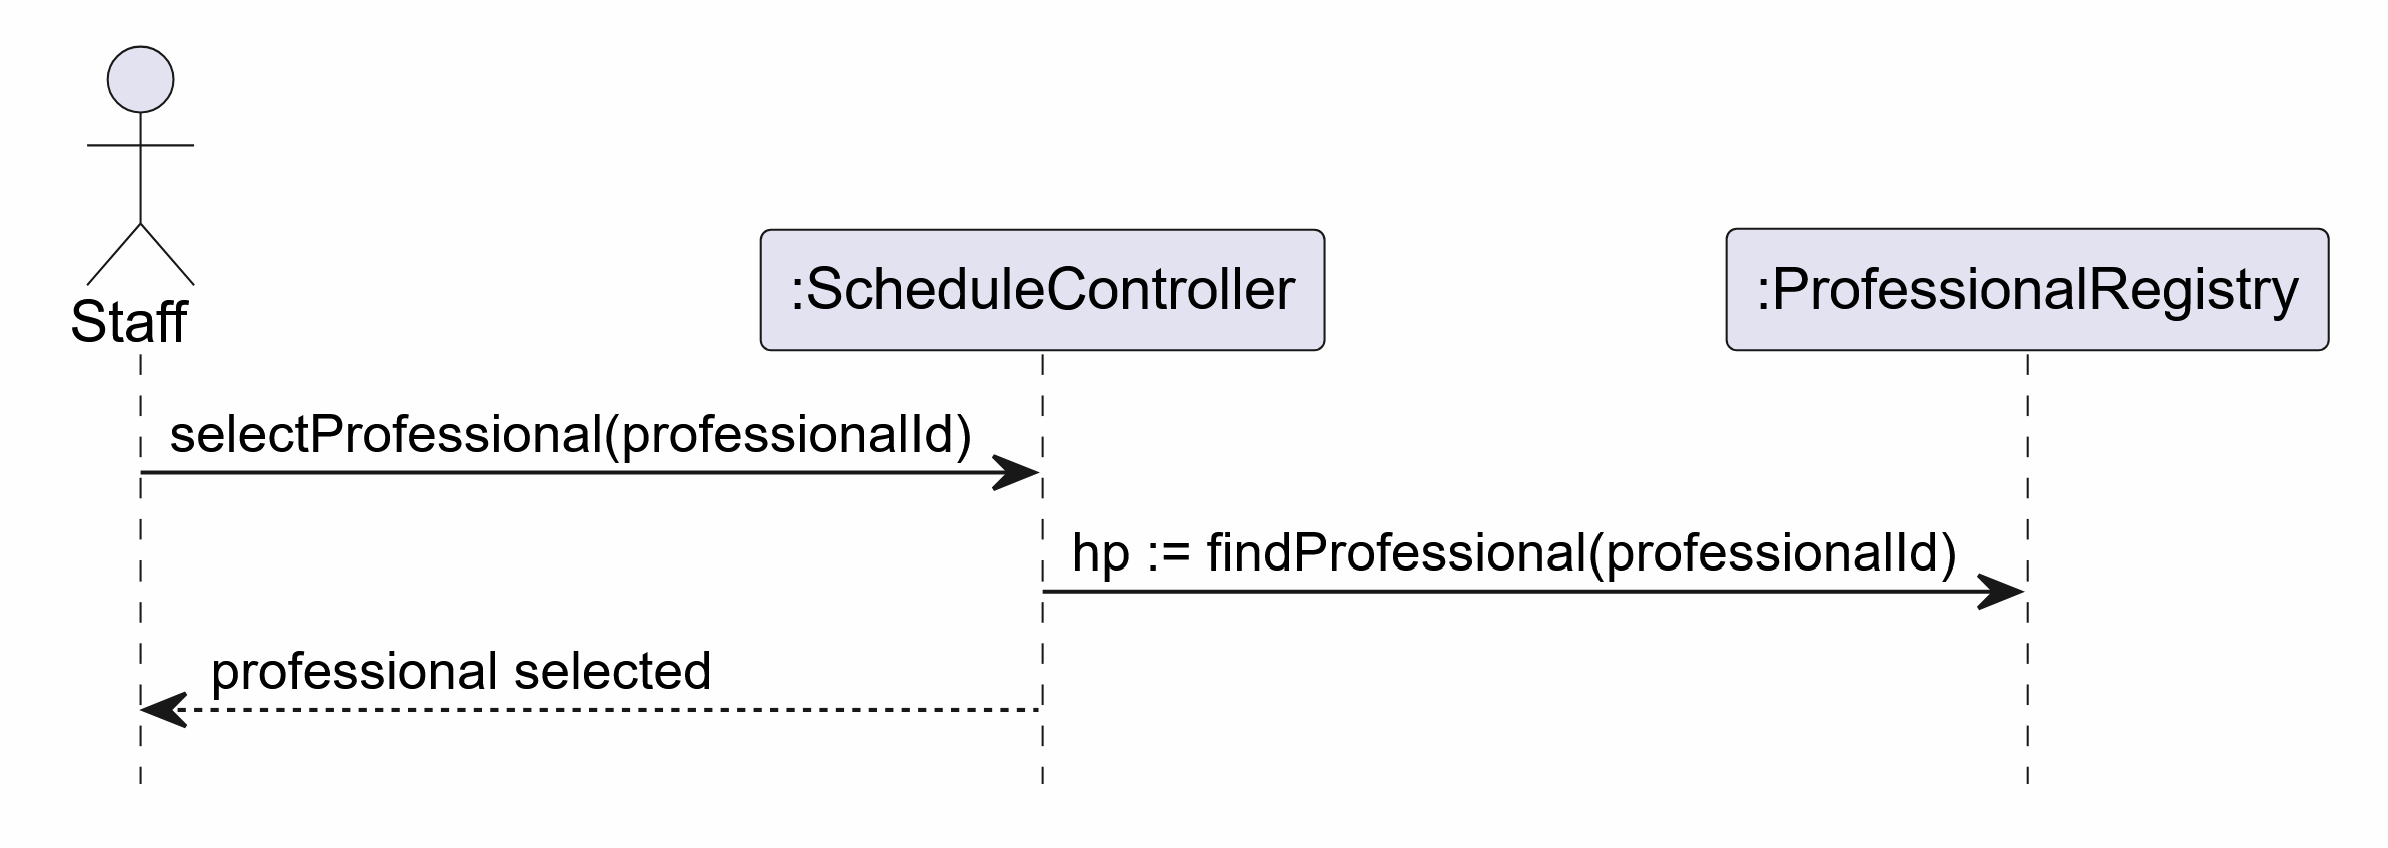 Staff
:ScheduleController
:ProfessionalRegistry
selectProfessional(professionalId)
hp := findProfessional(professionalId)
professional selected